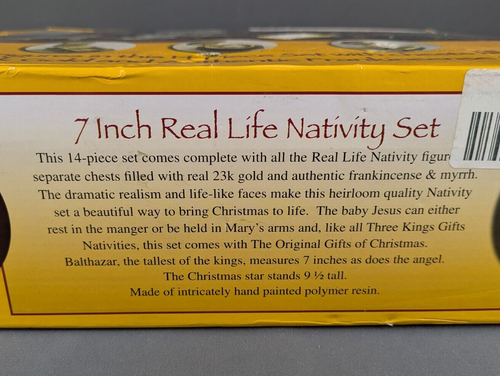 7 Inch Real Life Nativity Set
This 14-piece set comes complete with all the Real Life Nativity
separate chests filled with real 23k gold and authentic frankincense & myrrh.
The dramatic realism and life-like faces make this heirloom quality Nativity
set a beautiful way to bring Christmas to life. The baby Jesus can either
rest in the manger or be held in Mary's arms and, like all Three Kings Gifts
Nativities, this set comes with The Original Gifts of Christmas.
Balthazar, the tallest of the kings, measures 7 inches as does the angel.
The Christmas star stands 9 ½ tall.
Made of intricately hand painted polymer resin.